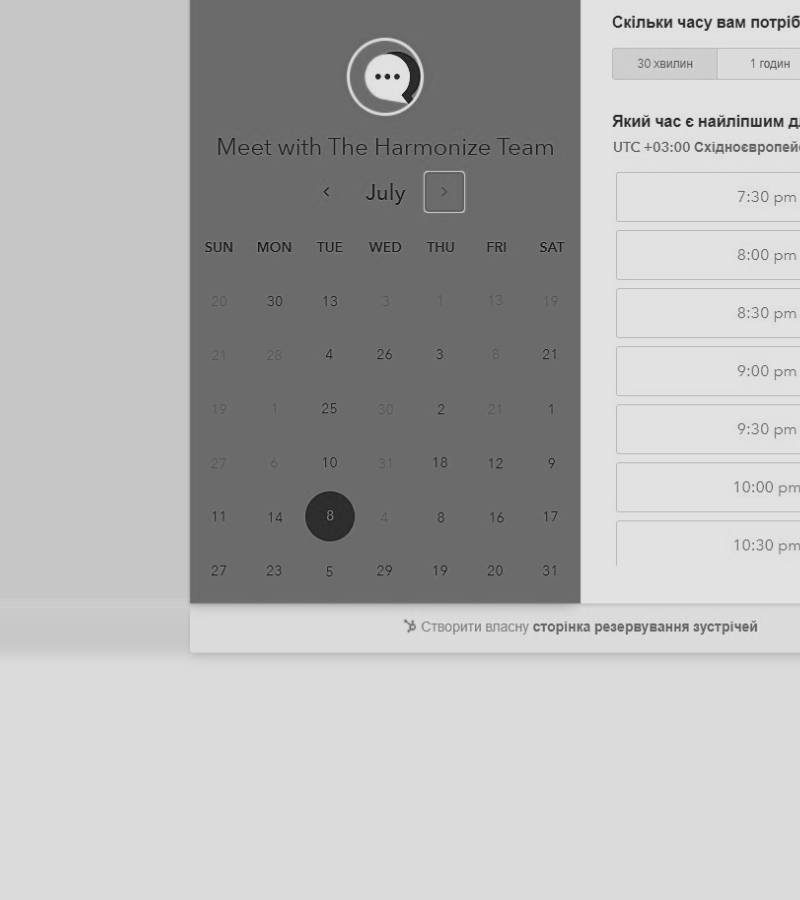 Meet with The Harmonize Team
July
SUN MON TUE WED THU FRI SAT
20 30 13 3 1 13 19
21 28 4 26 3 8 21
19 1 25 30 2 21 1
27 6 10 31 18 12 9
11 14 8 4 8 16 17
27 23 5 29 19 20 31
Скільки часу вам
30 хвилин 1 годин
Який час є найліпшим
UTC +03:00
7:30 pm
8:00 pm
8:30 pm
9:00 pm
9:30 pm
10:00 pm
10:30 pm
Створити власну сторінка резервування зустрічей